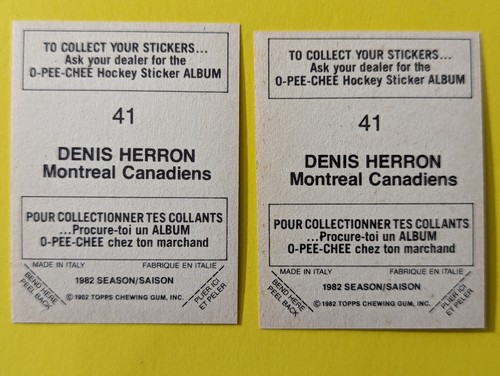 TO COLLECT YOUR STICKERS...
Ask your dealer for the
O-PEE-CHEE Hockey Sticker ALBUM
41
DENIS HERRON
Montreal Canadiens
POUR COLLECTIONNER TES COLLANTS
...Procure-toi un ALBUM
O-PEE-CHEE chez ton marchand
MADE IN ITALY FABRIQUE EN ITALIE
BEND HERE
PEEL BACK
1982 SEASON/SAISON
© 1982 TOPPS CHEWING GUM, INC.
PLIER ICI
ET PELER
TO COLLECT YOUR STICKERS...
Ask your dealer for the
O-PEE-CHEE Hockey Sticker ALBUM
41
DENIS HERRON
Montreal Canadiens
POUR COLLECTIONNER TES COLLANTS
...Procure-toi un ALBUM
O-PEE-CHEE chez ton marchand
MADE IN ITALY FABRIQUE EN ITALIE
BEND HERE
PEEL BACK
1982 SEASON/SAISON
© 1982 TOPPS CHEWING GUM, INC.
PLIER ICI
ET PELER